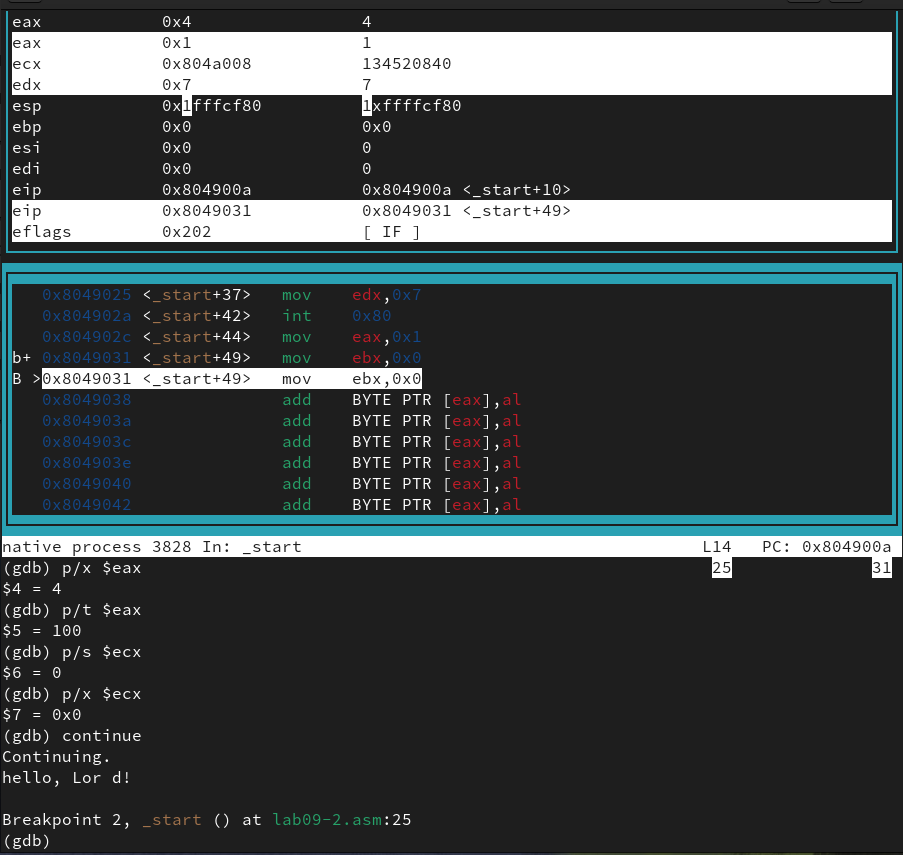 eax 0x4 4
eax 0x1 1
ecx 0x804a008 134520840
edx 0x7 7
esp 0x1fffcf80 1xffffcf80
ebp 0x0 0x0
esi 0x0 0
edi 0x0 0
eip 0x804900a 0x804900a <_start+10>
eip 0x8049031 0x8049031 <_start+49>
eflags 0x202 [ IF ]
0x8049025 <_start+37> mov edx,0x7
0x804902a <_start+42> int 0x80
0x804902c <_start+44> mov eax,0x1
b+ 0x8049031 <_start+49> mov ebx,0x0
B >0x8049031 <_start+49> mov ebx,0x0
0x8049038 add BYTE PTR [eax],al
0x804903a add BYTE PTR [eax],al
0x804903c add BYTE PTR [eax],al
0x804903e add BYTE PTR [eax],al
0x8049040 add BYTE PTR [eax],al
0x8049042 add BYTE PTR [eax],al
native process 3828 In: _start L14 PC: 0x804900a
(gdb) p/x $eax 25 31
$4 = 4
(gdb) p/t $eax
$5 = 100
(gdb) p/s $ecx
$6 = 0
(gdb) p/x $ecx
$7 = 0x0
(gdb) continue
Continuing.
hello, Lor d!
Breakpoint 2, _start () at lab09-2.asm:25
(gdb)